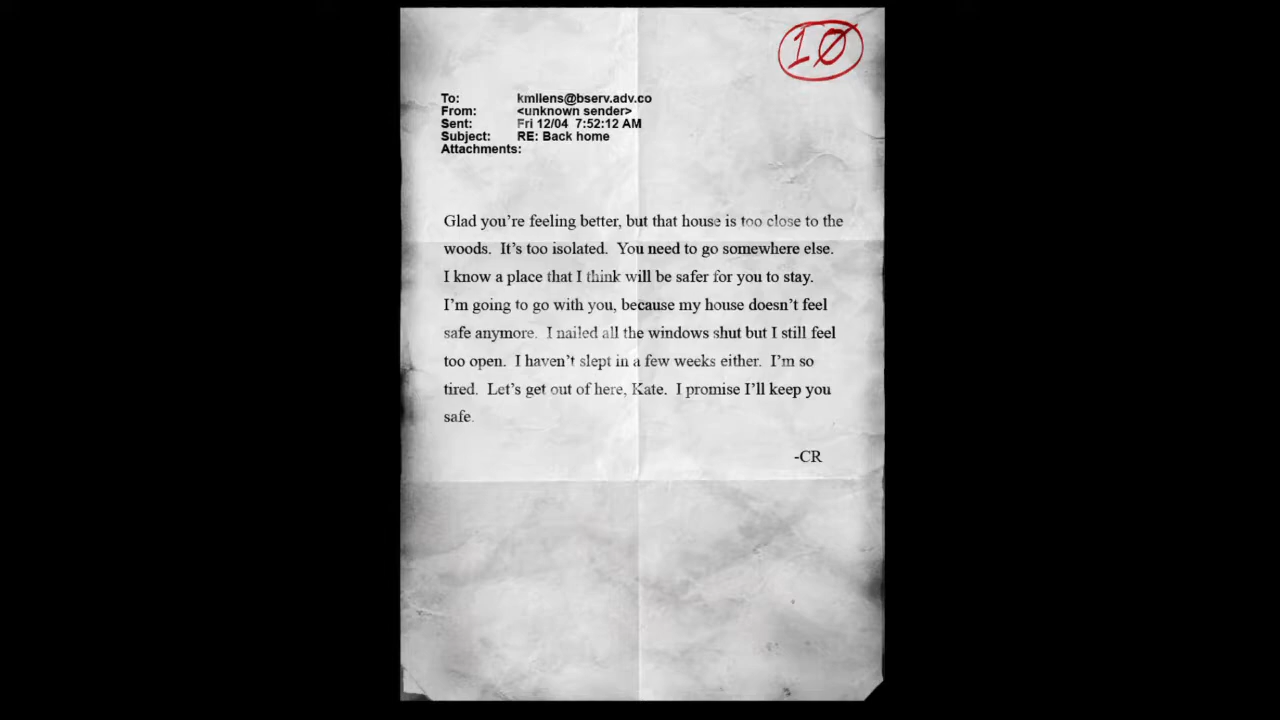 10
To: kmllens@bserv.adv.co
From: <unknown sender>
Sent: Fri 12/04 7:52:12 AM
Subject: RE: Back home
Attachments:
Glad you’re feeling better, but that house is too close to the
woods. It’s too isolated. You need to go somewhere else.
I know a place that I think will be safer for you to stay.
I’m going to go with you, because my house doesn’t feel
safe anymore. I nailed all the windows shut but I still feel
too open. I haven’t slept in a few weeks either. I’m so
tired. Let’s get out of here, Kate. I promise I’ll keep you
safe.
-CR